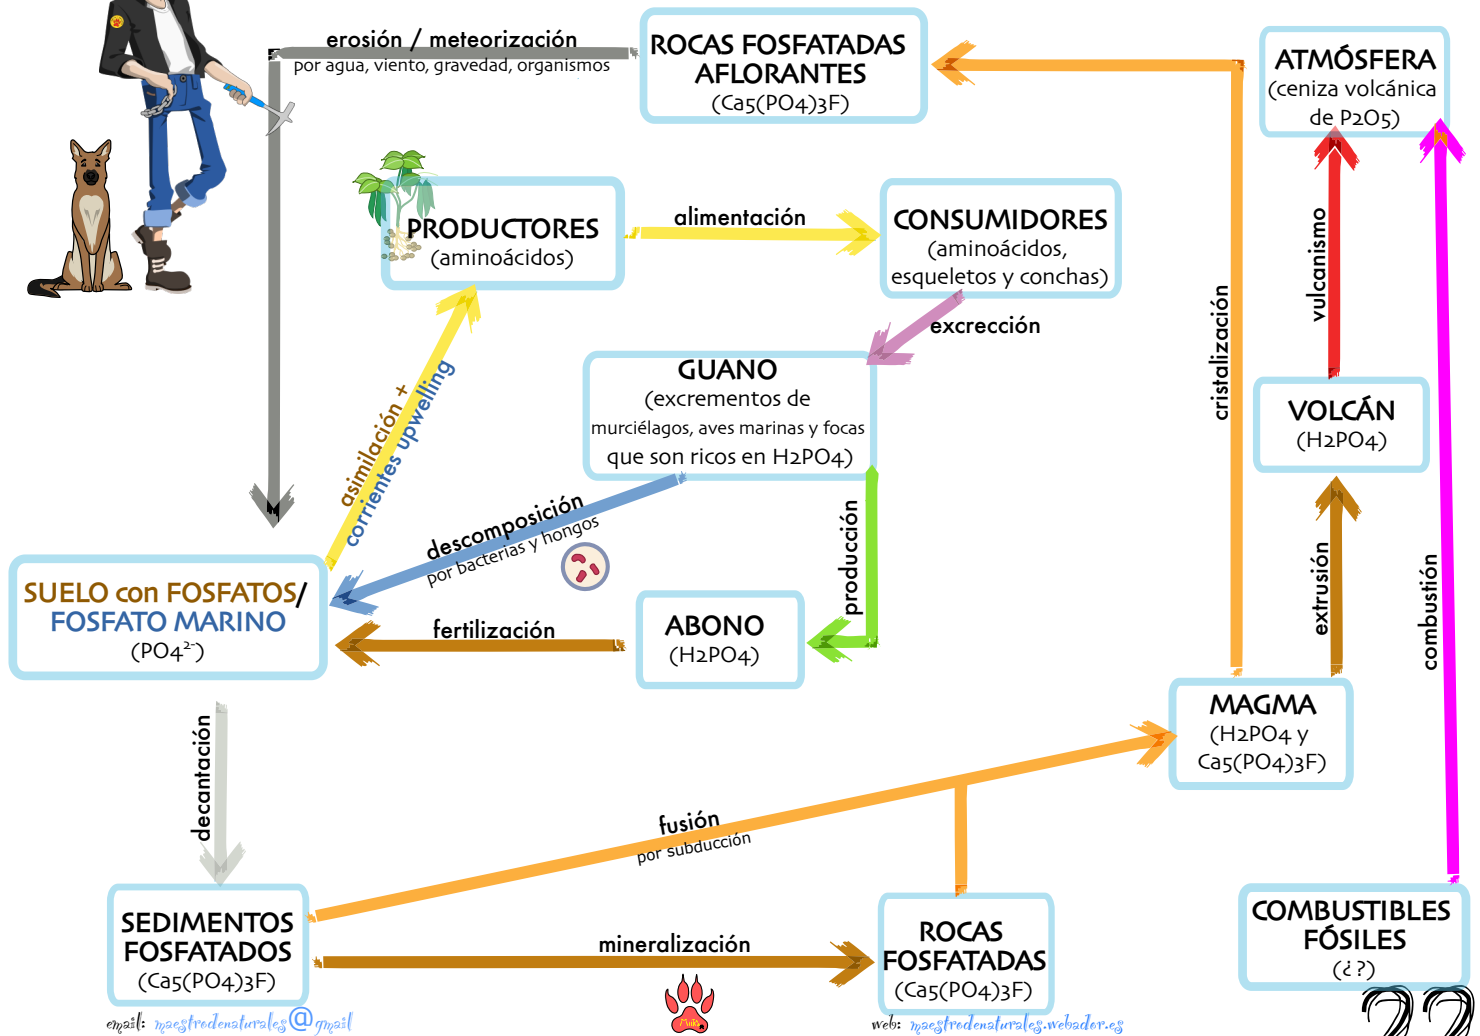 erosión / meteorización
por agua, viento, gravedad, organismos
ROCAS FOSFATADAS
AFLORANTES
(Ca5(PO4)3F)
ATMÓSFERA
(ceniza volcánica
de P2O5)
PRODUCTORES
(aminoácidos)
alimentación
CONSUMIDORES
(aminoácidos,
esqueletos y conchas)
excrección
vulcanismo
cristalización
asimilación +
corrientes upwelling
GUANO
(excrementos de
murciélagos, aves marinas y focas
que son ricos en H2PO4)
VOLCÁN
(H2PO4)
descomposición
por bacterias y hongos
producción
extrusión
combustión
SUELO con FOSFATOS/
FOSFATO MARINO
(PO4²⁻)
fertilización
ABONO
(H2PO4)
MAGMA
(H2PO4 y
Ca5(PO4)3F)
decantación
fusión
por subducción
SEDIMENTOS
FOSFATADOS
(Ca5(PO4)3F)
mineralización
ROCAS
FOSFATADAS
(Ca5(PO4)3F)
COMBUSTIBLES
FÓSILES
(¿?)
email: maestrodenaturales@gmail
web: maestrodenaturales.webador.es
22